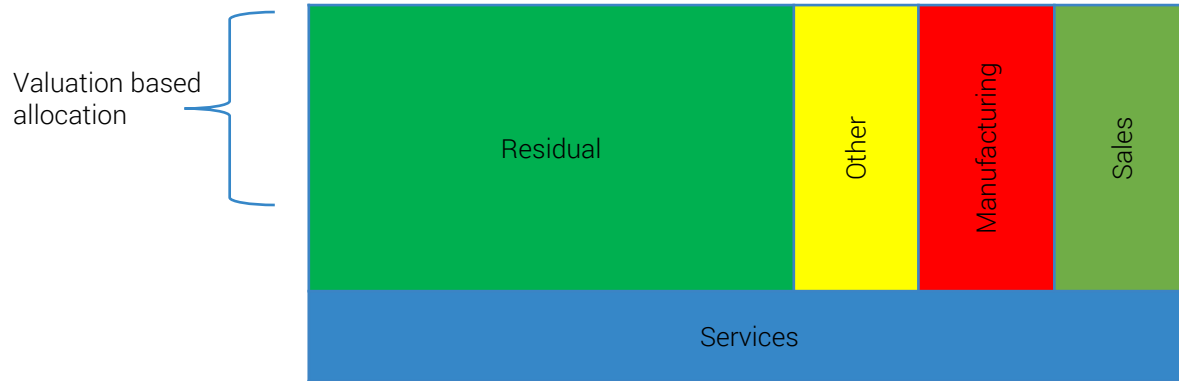 Valuation based
allocation
Residual
Other
Manufacturing
Sales
Services